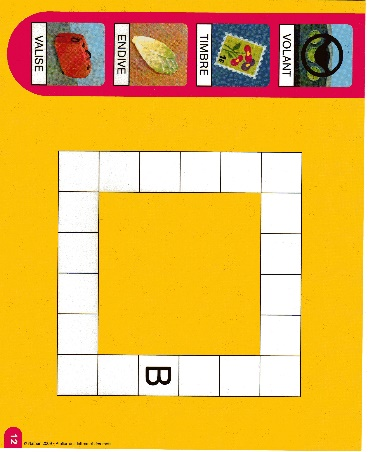 VOLANT
TIMBRE
ENDIVE
VALISE
B
12